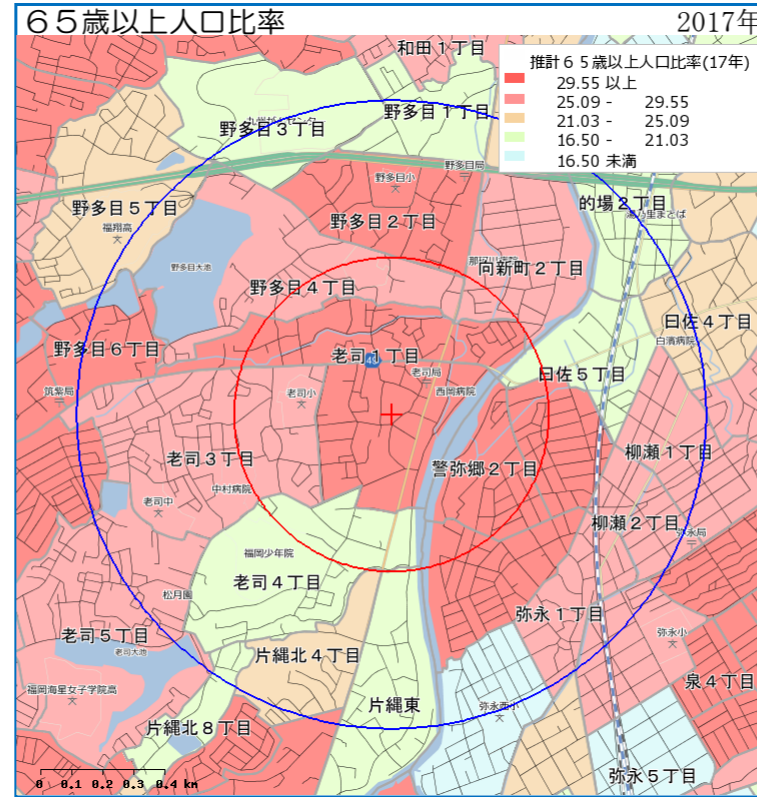 65歳以上人口比率
2017年
推計65歳以上人口比率(17年)
29.55 以上
25.09 - 29.55
21.03 - 25.09
16.50 - 21.03
16.50 未満
和田1丁目
野多目1丁目
野多目3丁目
野多目局
野多目小
野多目5丁目
福翔高
野多目2丁目
的場2丁目
野多目大池
向新町2丁目
野多目4丁目
曰佐4丁目
白濱病院
野多目6丁目
老司1丁目
49
老司局
曰佐5丁目
筑紫局
老司小
西岡病院
老司3丁目
警弥郷2丁目
柳瀬1丁目
中村病院
老司中
柳瀬2丁目
弥永局
福岡少年院
老司4丁目
松月園
弥永1丁目
老司5丁目
弥永小
老司大池
片縄北4丁目
泉4丁目
福岡海星女子学院高
片縄東
弥永西小
片縄北8丁目
弥永5丁目
0 0.1 0.2 0.3 0.4 km